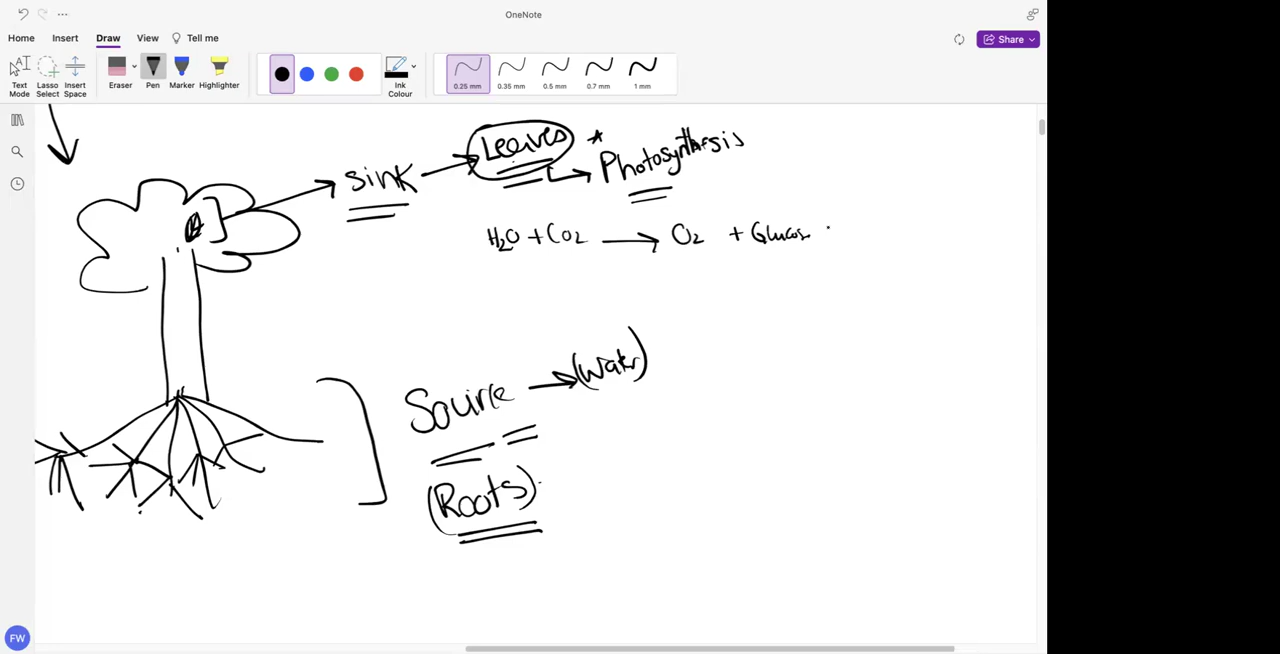 OneNote
Home Insert Draw View Tell me
Share
Text Mode
Lasso Select
Insert Space
Eraser
Pen
Marker
Highlighter
Ink Colour
0.25 mm
0.35 mm
0.5 mm
0.7 mm
1 mm
Sink
Leaves
Photosynthesis
H2O + CO2 → O2 + Glucose
Source → (Water)
(Roots)
FW